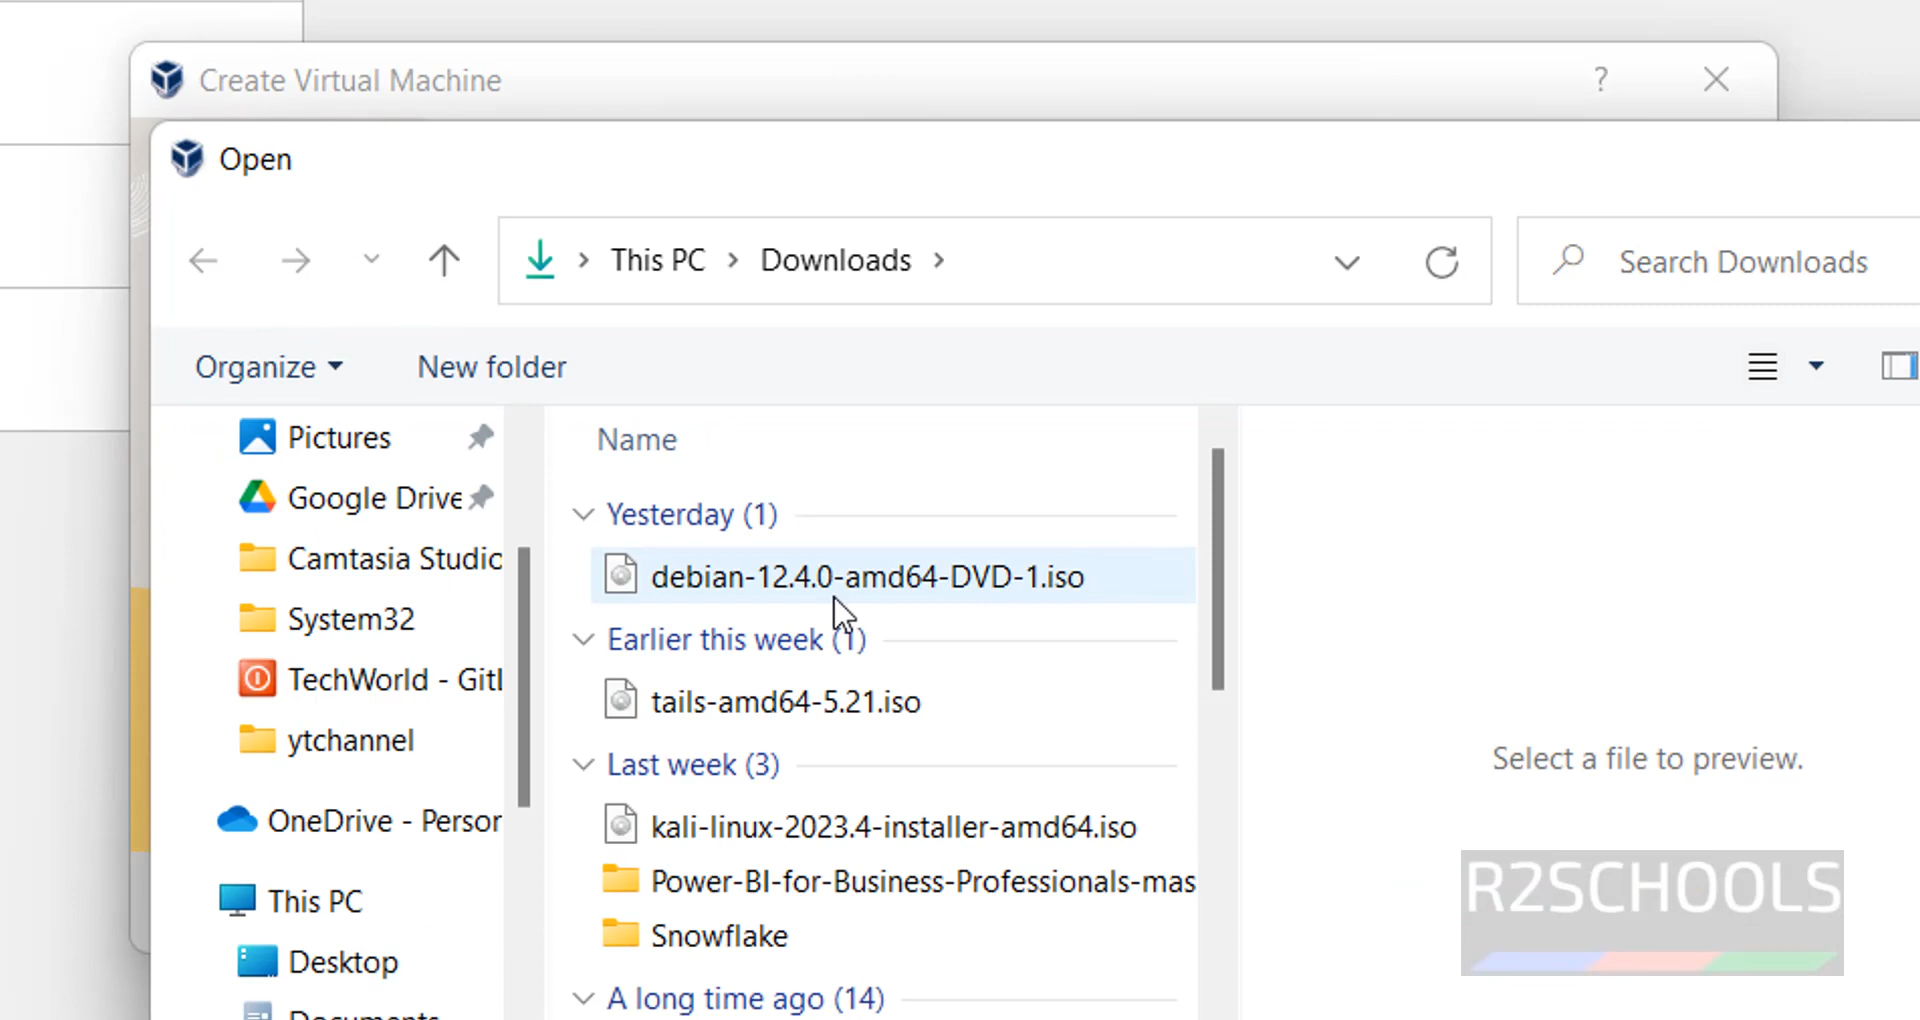 Create Virtual Machine
?
Open
This PC
Downloads
Search Downloads
Organize
New folder
Pictures
Google Drive
Camtasia Studio
System32
TechWorld - Gitl
ytchannel
OneDrive - Person
This PC
Desktop
Documents
Name
Yesterday (1)
debian-12.4.0-amd64-DVD-1.iso
Earlier this week (1)
tails-amd64-5.21.iso
Last week (3)
kali-linux-2023.4-installer-amd64.iso
Power-BI-for-Business-Professionals-mas
Snowflake
A long time ago (14)
Select a file to preview.
R2SCHOOLS